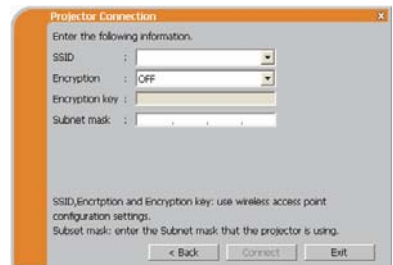 Projector Connection X
Enter the following information.
SSID :
Encryption : OFF
Encryption key :
Subnet mask : . . .
SSID,Encrtption and Encryption key: use wireless access point
configuration settings.
Subset mask: enter the Subnet mask that the projector is using.
< Back Connect Exit